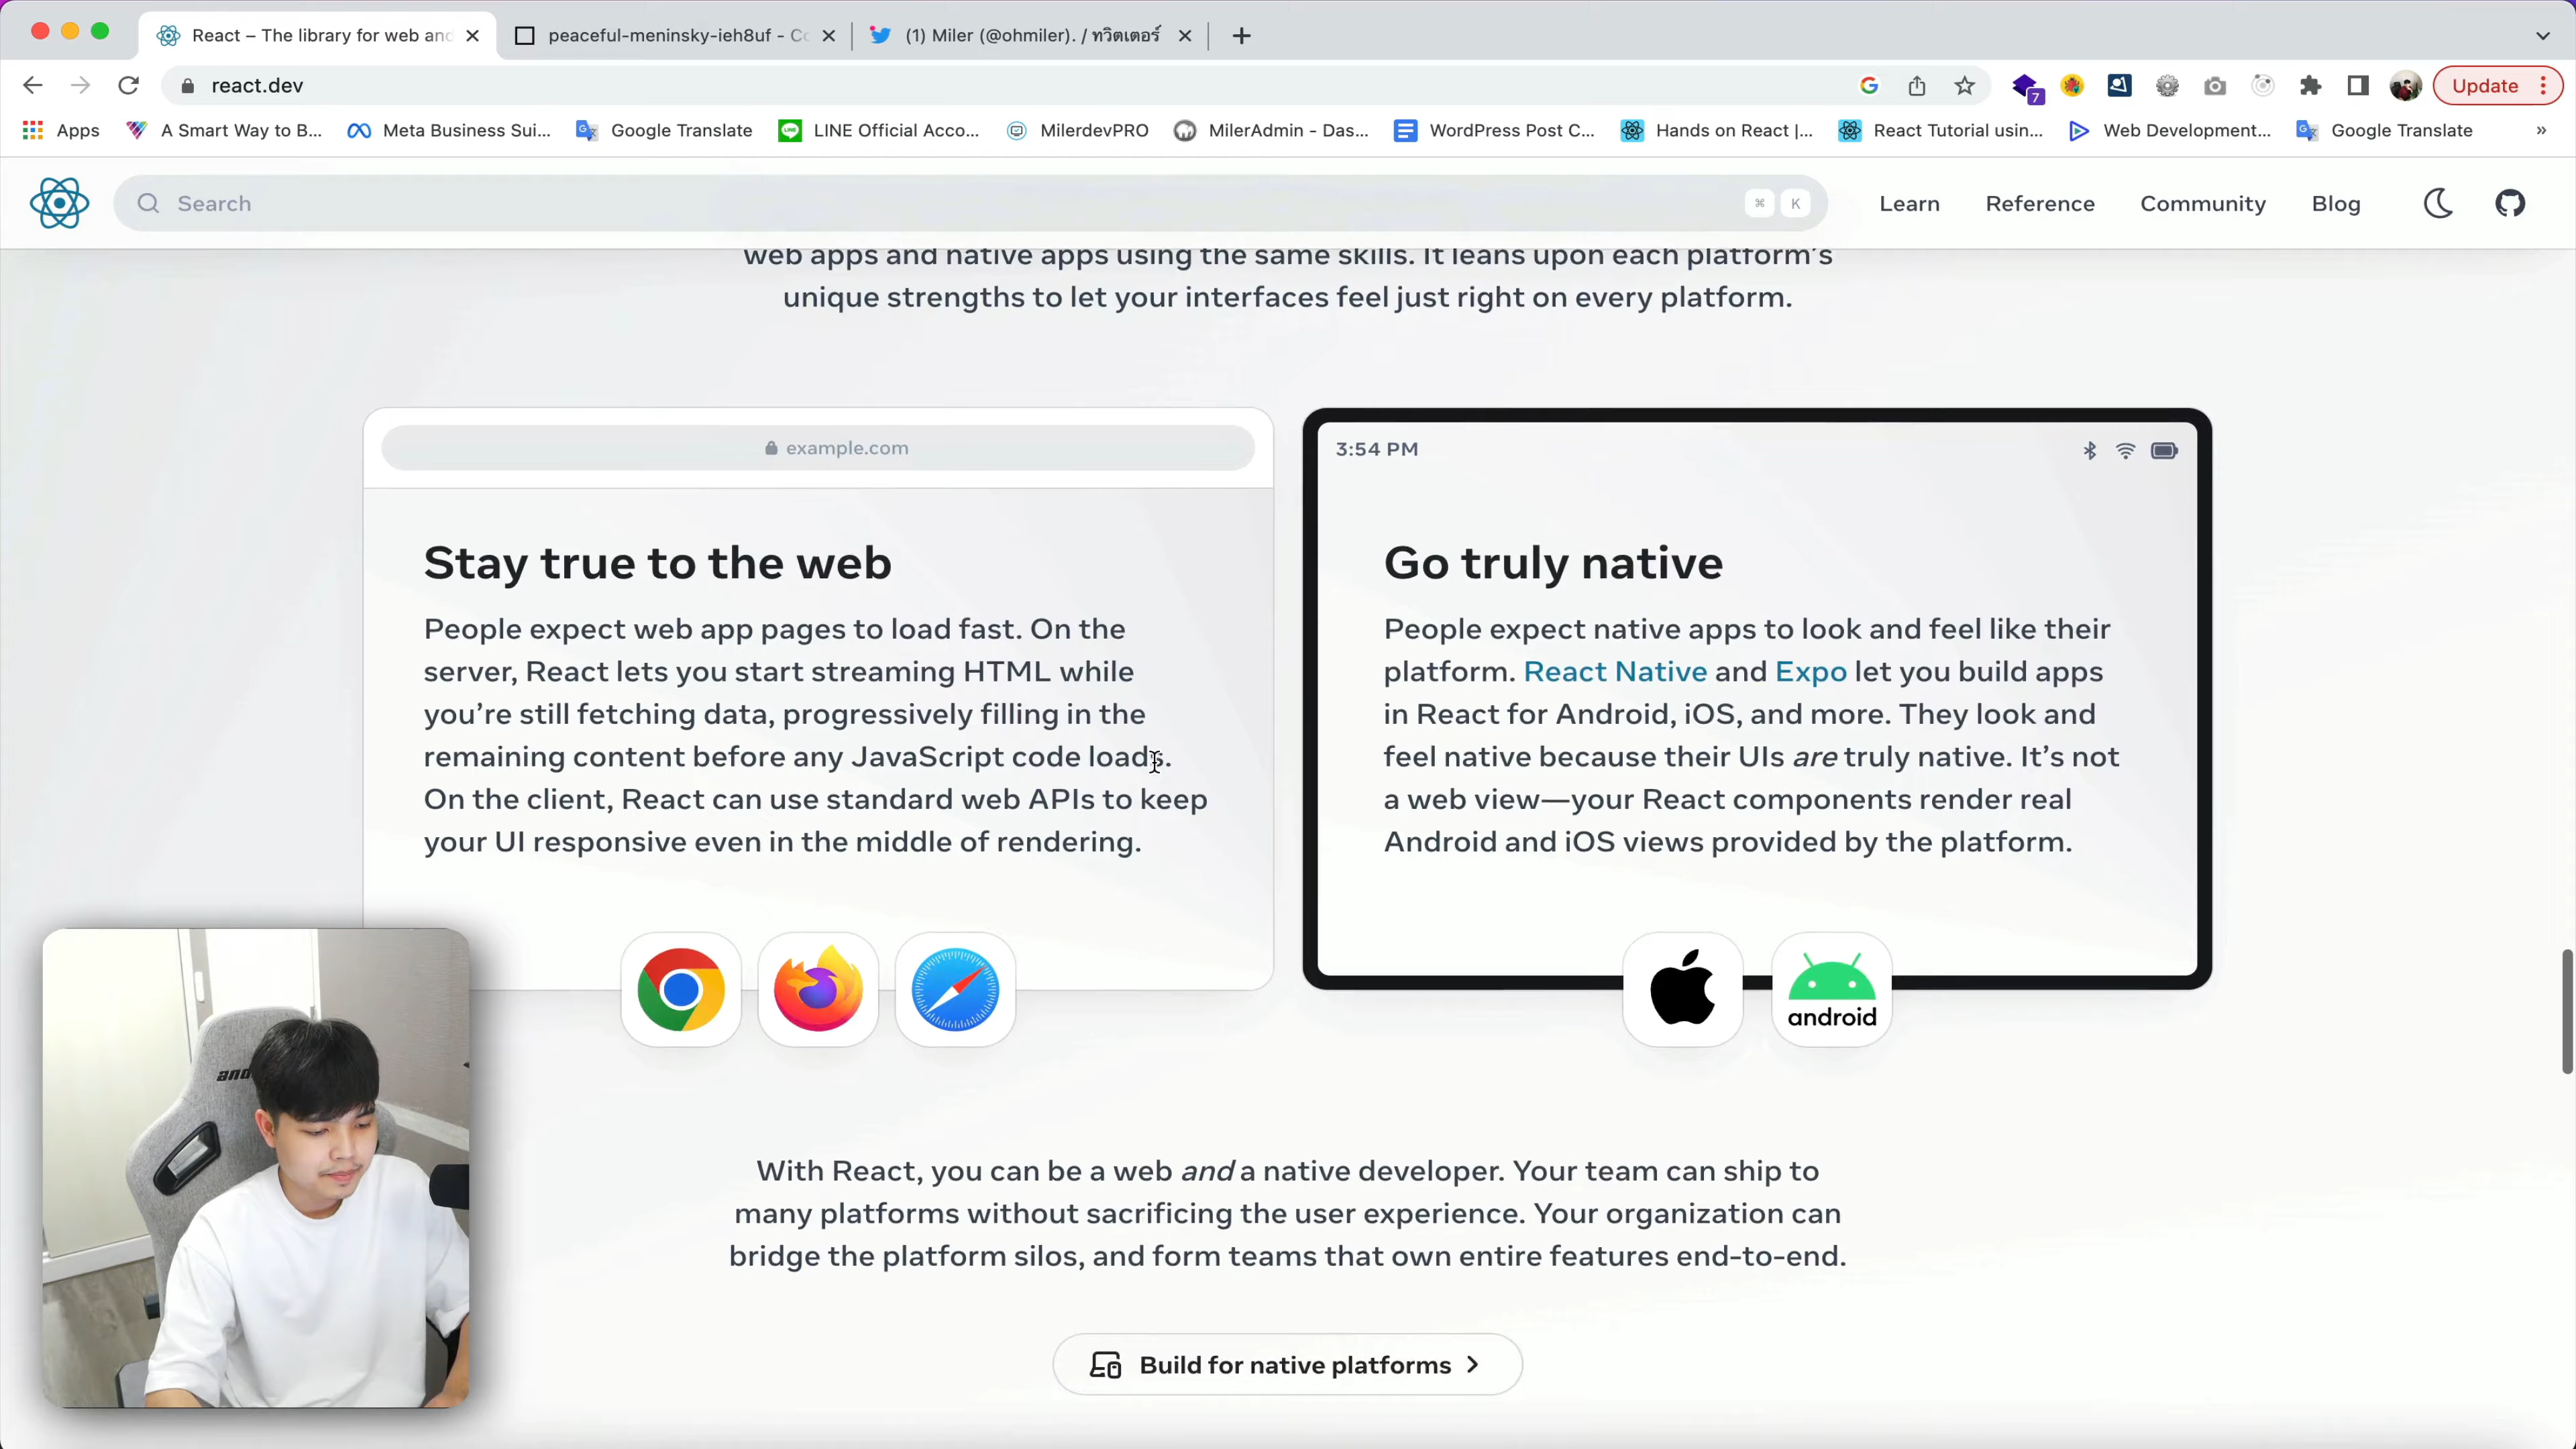 React – The library for web and
peaceful-meninsky-ieh8uf - Co
(1) Miler (@ohmiler). / ทวิตเตอร์
react.dev
7
Update
Apps
A Smart Way to B...
Meta Business Sui...
Google Translate
LINE Official Acco...
MilerdevPRO
MilerAdmin - Das...
WordPress Post C...
Hands on React |...
React Tutorial usin...
Web Development...
Google Translate
»
Search
⌘ K
Learn
Reference
Community
Blog
web apps and native apps using the same skills. It leans upon each platform’s
unique strengths to let your interfaces feel just right on every platform.
example.com
Stay true to the web
People expect web app pages to load fast. On the
server, React lets you start streaming HTML while
you’re still fetching data, progressively filling in the
remaining content before any JavaScript code loads.
On the client, React can use standard web APIs to keep
your UI responsive even in the middle of rendering.
3:54 PM
Go truly native
People expect native apps to look and feel like their
platform. React Native and Expo let you build apps
in React for Android, iOS, and more. They look and
feel native because their UIs are truly native. It’s not
a web view—your React components render real
Android and iOS views provided by the platform.
android
and
With React, you can be a web and a native developer. Your team can ship to
many platforms without sacrificing the user experience. Your organization can
bridge the platform silos, and form teams that own entire features end-to-end.
Build for native platforms